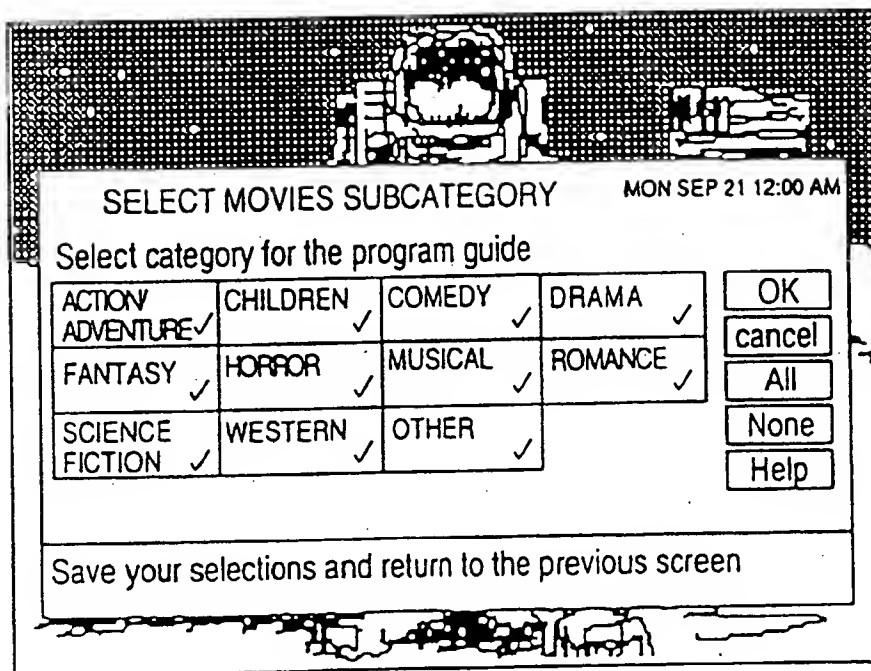 SELECT MOVIES SUBCATEGORY MON SEP 21 12:00 AM
Select category for the program guide
ACTION/ ADVENTURE✓ CHILDREN ✓ COMEDY ✓ DRAMA ✓ OK
cancel
FANTASY ✓ HORROR ✓ MUSICAL ✓ ROMANCE ✓ All
SCIENCE FICTION ✓ WESTERN ✓ OTHER ✓ None
Help
Save your selections and return to the previous screen